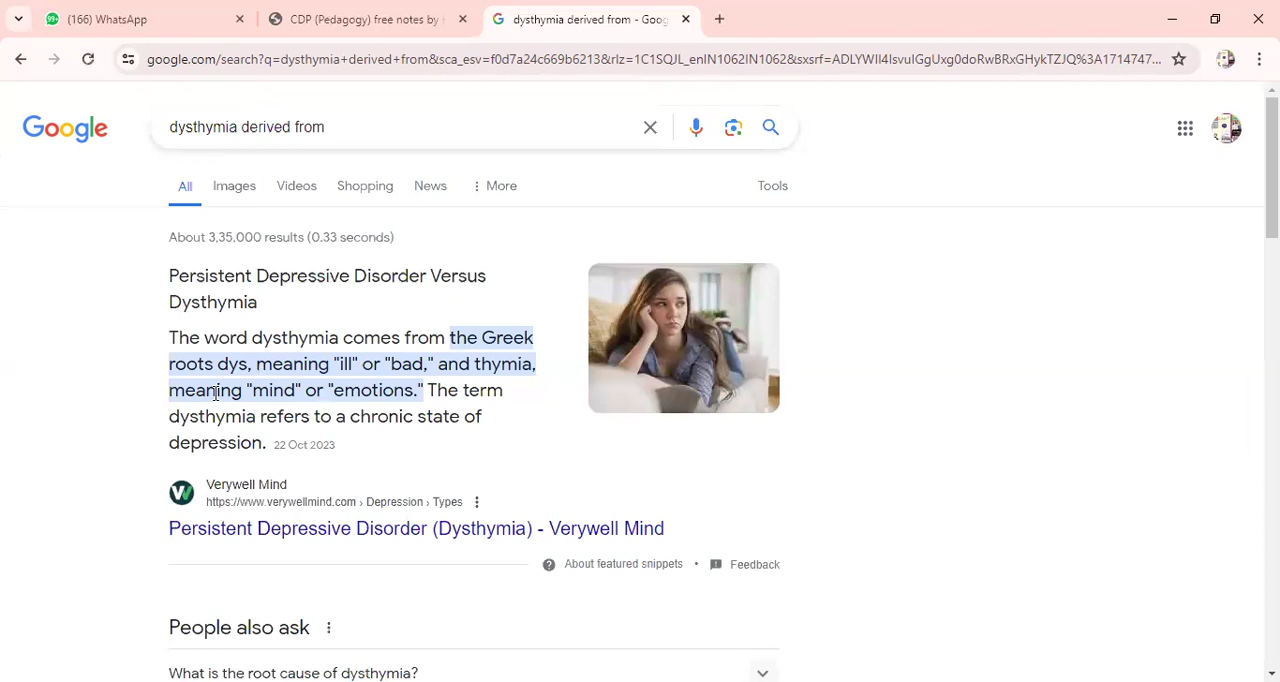 (166) WhatsApp
CDP (Pedagogy) free notes by
dysthymia derived from - Goog
google.com/search?q=dysthymia+derived+from&sca_esv=f0d7a24c669b6213&rlz=1C1SQJL_enIN1062IN1062&sxsrf=ADLYWIl4IsvulGgUxg0doRwBRxGHykTZJQ%3A1714747...
Google
dysthymia derived from
All Images Videos Shopping News More Tools
About 3,35,000 results (0.33 seconds)
Persistent Depressive Disorder Versus
Dysthymia
The word dysthymia comes from the Greek
roots dys, meaning "ill" or "bad," and thymia,
meaning "mind" or "emotions." The term
dysthymia refers to a chronic state of
depression. 22 Oct 2023
Verywell Mind
https://www.verywellmind.com › Depression › Types
Persistent Depressive Disorder (Dysthymia) - Verywell Mind
About featured snippets • Feedback
People also ask
What is the root cause of dysthymia?